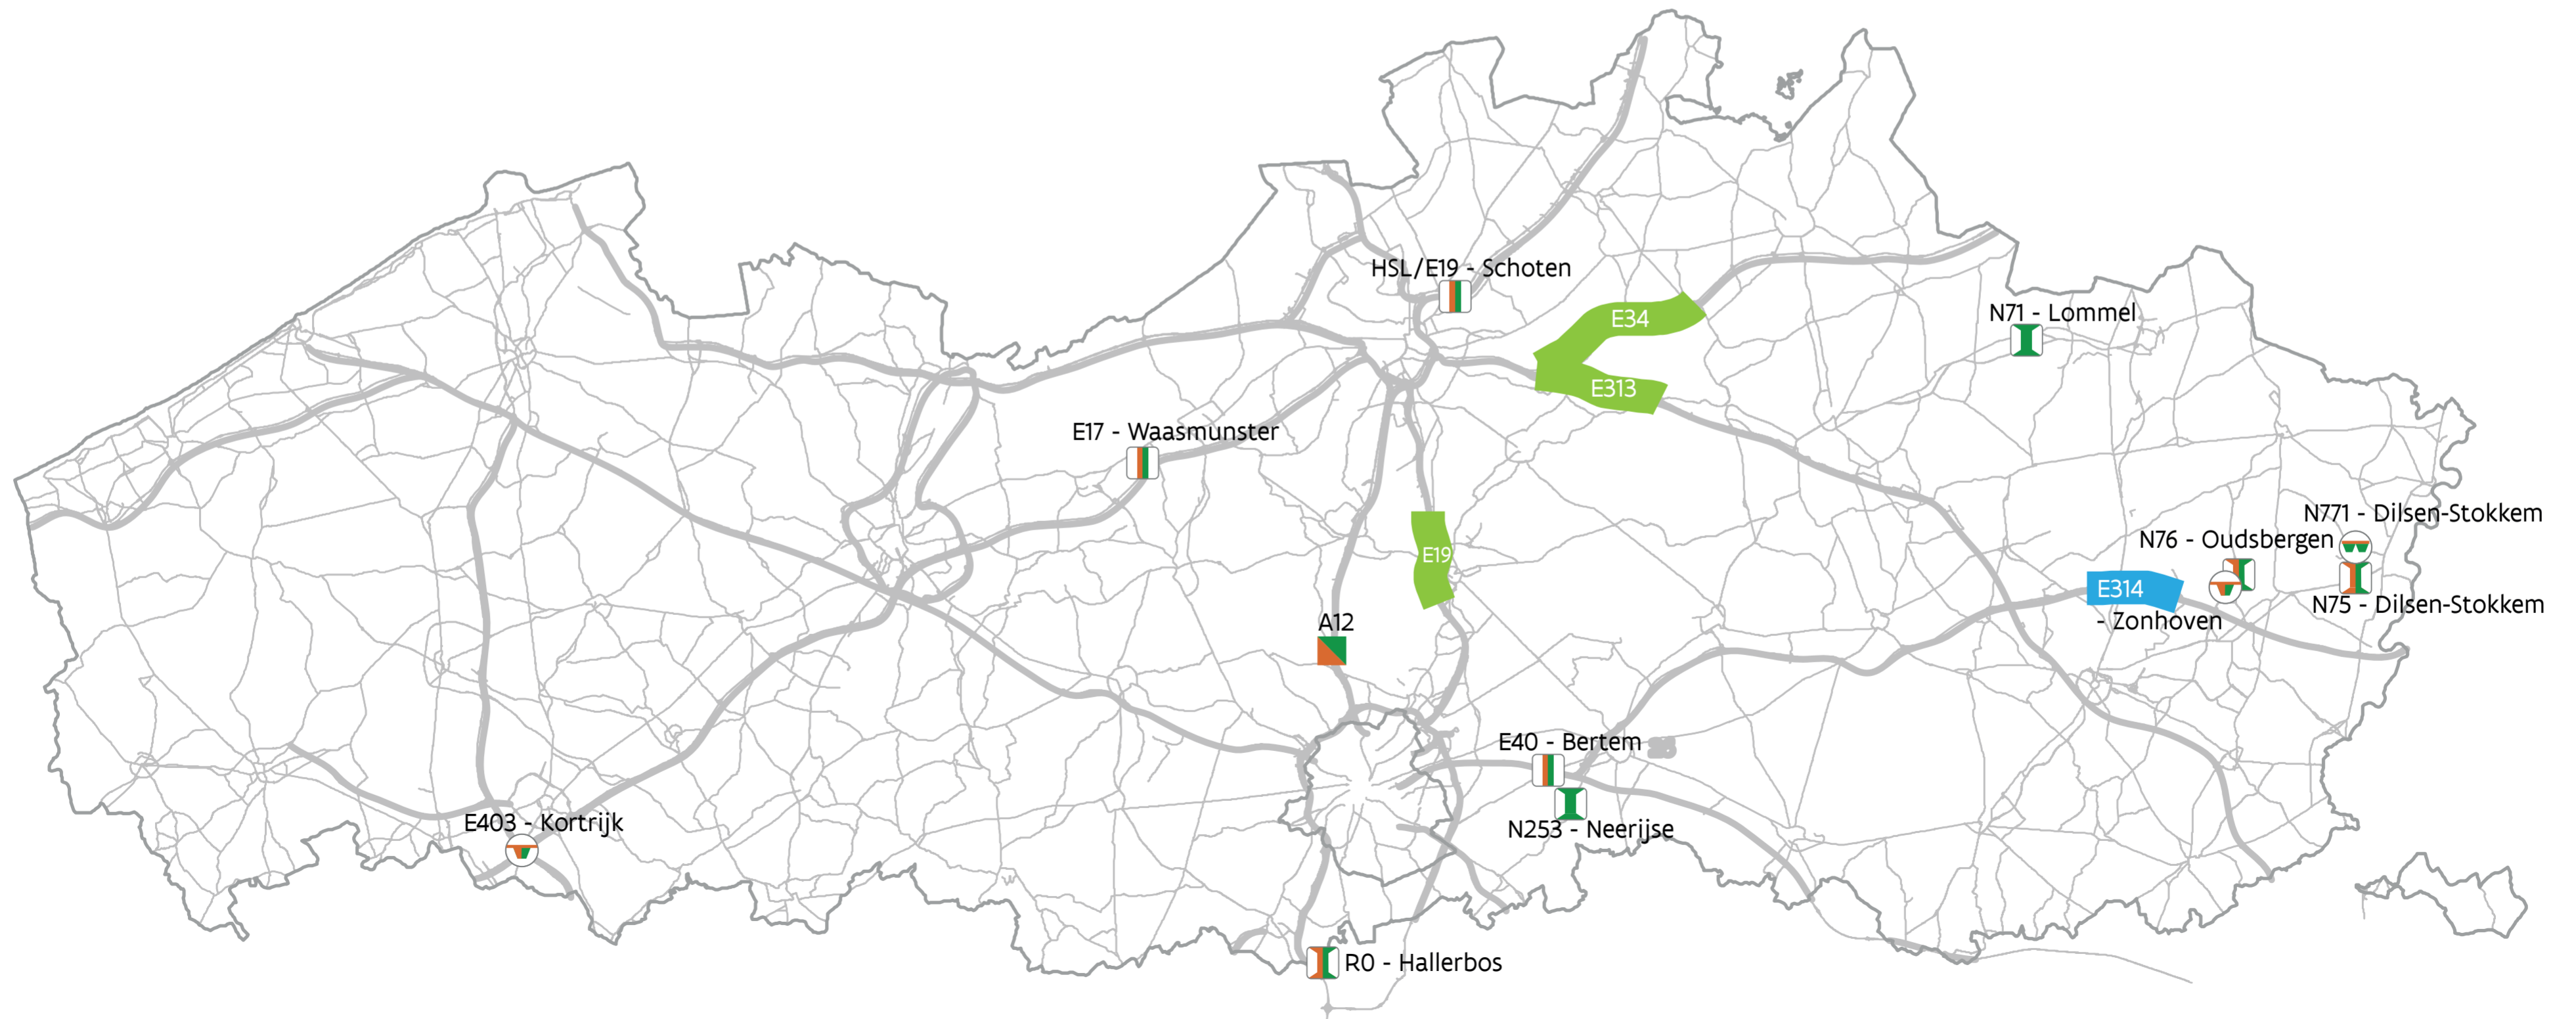 HSL/E19 - Schoten
E34
N71 - Lommel
E313
E17 - Waasmunster
N771 - Dilsen-Stokkem
N76 - Oudsbergen
E19
E314
- Zonhoven
N75 - Dilsen-Stokkem
A12
E40 - Bertem
E403 - Kortrijk
N253 - Neerijse
R0 - Hallerbos